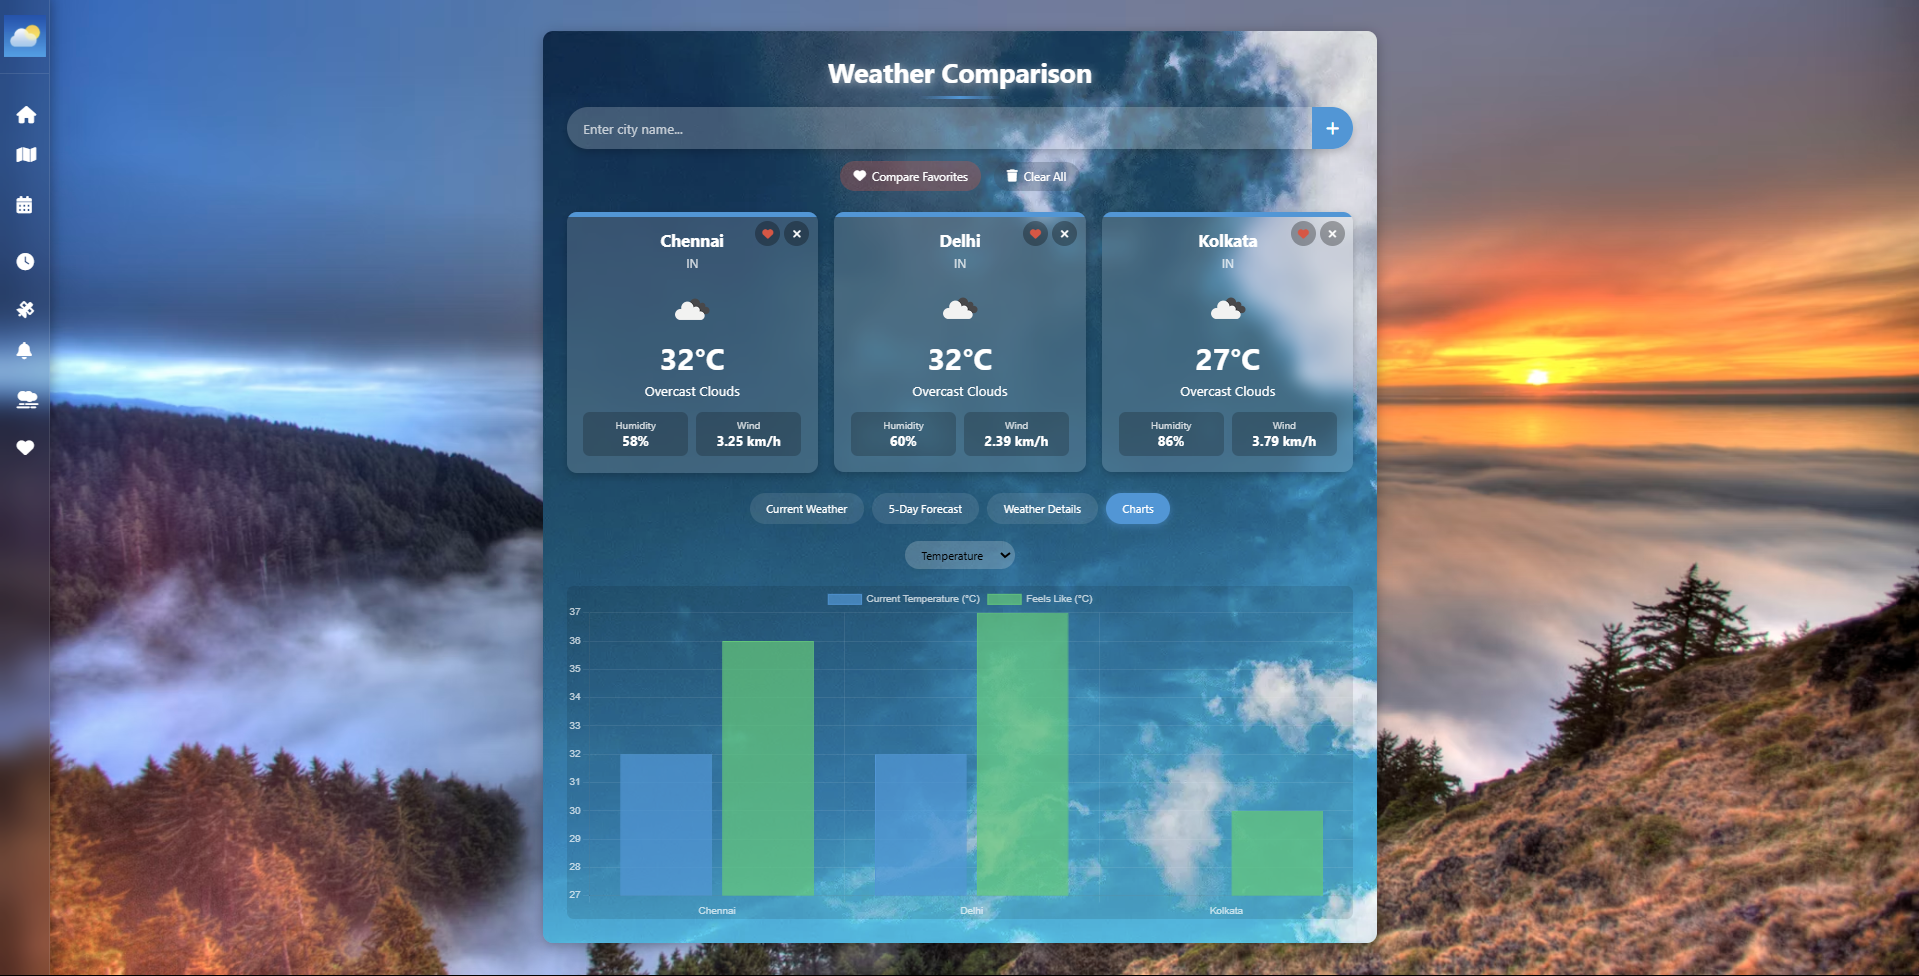 Weather Comparison
Enter city name...
Compare Favorites
Clear All
Chennai
IN
32°C
Overcast Clouds
Humidity
58%
Wind
3.25 km/h
Delhi
IN
32°C
Overcast Clouds
Humidity
60%
Wind
2.39 km/h
Kolkata
IN
27°C
Overcast Clouds
Humidity
86%
Wind
3.79 km/h
Current Weather
5-Day Forecast
Weather Details
Charts
Temperature
Current Temperature (°C)
Feels Like (°C)
37
36
35
34
33
32
31
30
29
28
27
Chennai
Delhi
Kolkata